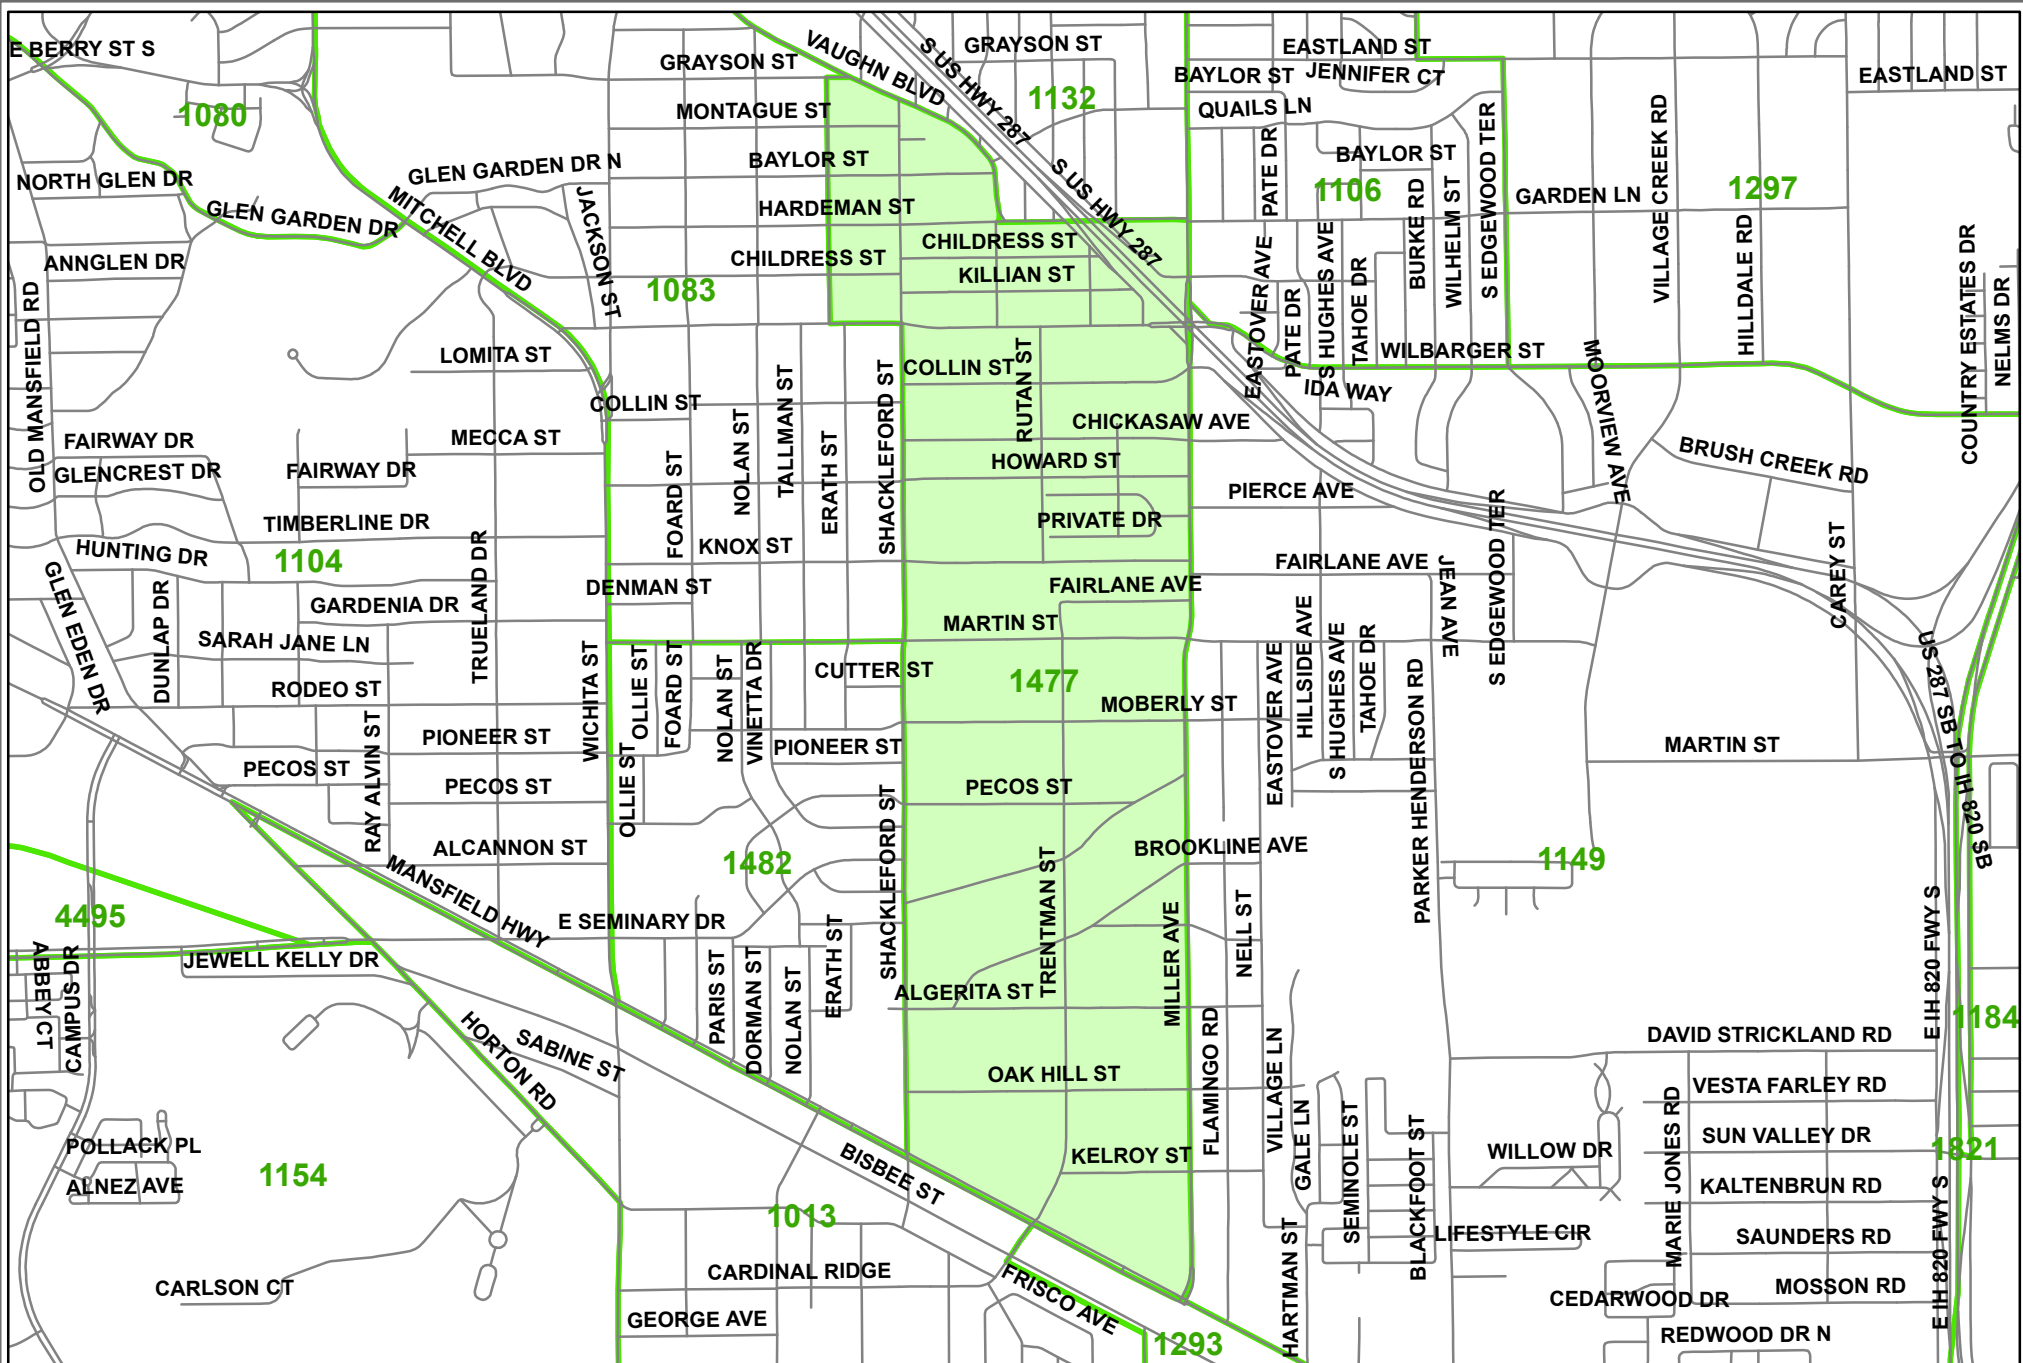 E BERRY ST S
GRAYSON ST
VAUGHN BLVD
S US HWY 287
GRAYSON ST
EASTLAND ST
BAYLOR ST
JENNIFER CT
EASTLAND ST
1080
MONTAGUE ST
1132
QUAILS LN
NORTH GLEN DR
GLEN GARDEN DR N
BAYLOR ST
S US HWY 287
PATE DR
BAYLOR ST
S EDGEWOOD TER
VILLAGE CREEK RD
GLEN GARDEN DR
MITCHELL BLVD
JACKSON ST
HARDEMAN ST
1106
BURKE RD
WILHELM ST
GARDEN LN
1297
ANNGLEN DR
CHILDRESS ST
CHILDRESS ST
KILLIAN ST
1083
EASTOVER AVE
PATE DR
S HUGHES AVE
TAHOE DR
HILLDALE RD
COUNTRY ESTATES DR
NELMS DR
OLD MANSFIELD RD
LOMITA ST
COLLIN ST
RUTAN ST
WILBARGER ST
IDA WAY
MOORVIEW AVE
COLLIN ST
NOLAN ST
TALLMAN ST
ERATH ST
SHACKLEFORD ST
CHICKASAW AVE
FAIRWAY DR
MECCA ST
GLENCREST DR
FAIRWAY DR
FOARD ST
HOWARD ST
BRUSH CREEK RD
PIERCE AVE
TIMBERLINE DR
PRIVATE DR
HUNTING DR
1104
TRUELAND DR
KNOX ST
S EDGEWOOD TER
CAREY ST
GLEN EDEN DR
DUNLAP DR
GARDENIA DR
DENMAN ST
FAIRLANE AVE
FAIRLANE AVE
JEAN AVE
SARAH JANE LN
MARTIN ST
RODEO ST
WICHITA ST
OLLIE ST
FOARD ST
NOLAN ST
VINETTA DR
CUTTER ST
1477
MOBERLY ST
EASTOVER AVE
HILLSIDE AVE
S HUGHES AVE
TAHOE DR
PARKER HENDERSON RD
US 287 SB TO IH 820 SB
RAY ALVIN ST
PIONEER ST
PIONEER ST
MARTIN ST
PECOS ST
PECOS ST
OLLIE ST
SHACKLEFORD ST
PECOS ST
ALCANNON ST
1482
BROOKLINE AVE
1149
MANSFIELD HWY
TRENTMAN ST
4495
E SEMINARY DR
MILLER AVE
NELL ST
E IH 820 FWY S
ABBEY CT
CAMPUS DR
JEWELL KELLY DR
PARIS ST
DORMAN ST
NOLAN ST
ERATH ST
ALGERITA ST
1184
HORTON RD
SABINE ST
FLAMINGO RD
VILLAGE LN
DAVID STRICKLAND RD
OAK HILL ST
VESTA FARLEY RD
POLLACK PL
BISBEE ST
KELROY ST
GALE LN
SEMINOLE ST
BLACKFOOT ST
WILLOW DR
MARIE JONES RD
SUN VALLEY DR
1821
ALNEZ AVE
1154
KALTENBRUN RD
1013
HARTMAN ST
LIFESTYLE CIR
SAUNDERS RD
E IH 820 FWY S
CARLSON CT
CARDINAL RIDGE
FRISCO AVE
CEDARWOOD DR
MOSSON RD
GEORGE AVE
1293
REDWOOD DR N